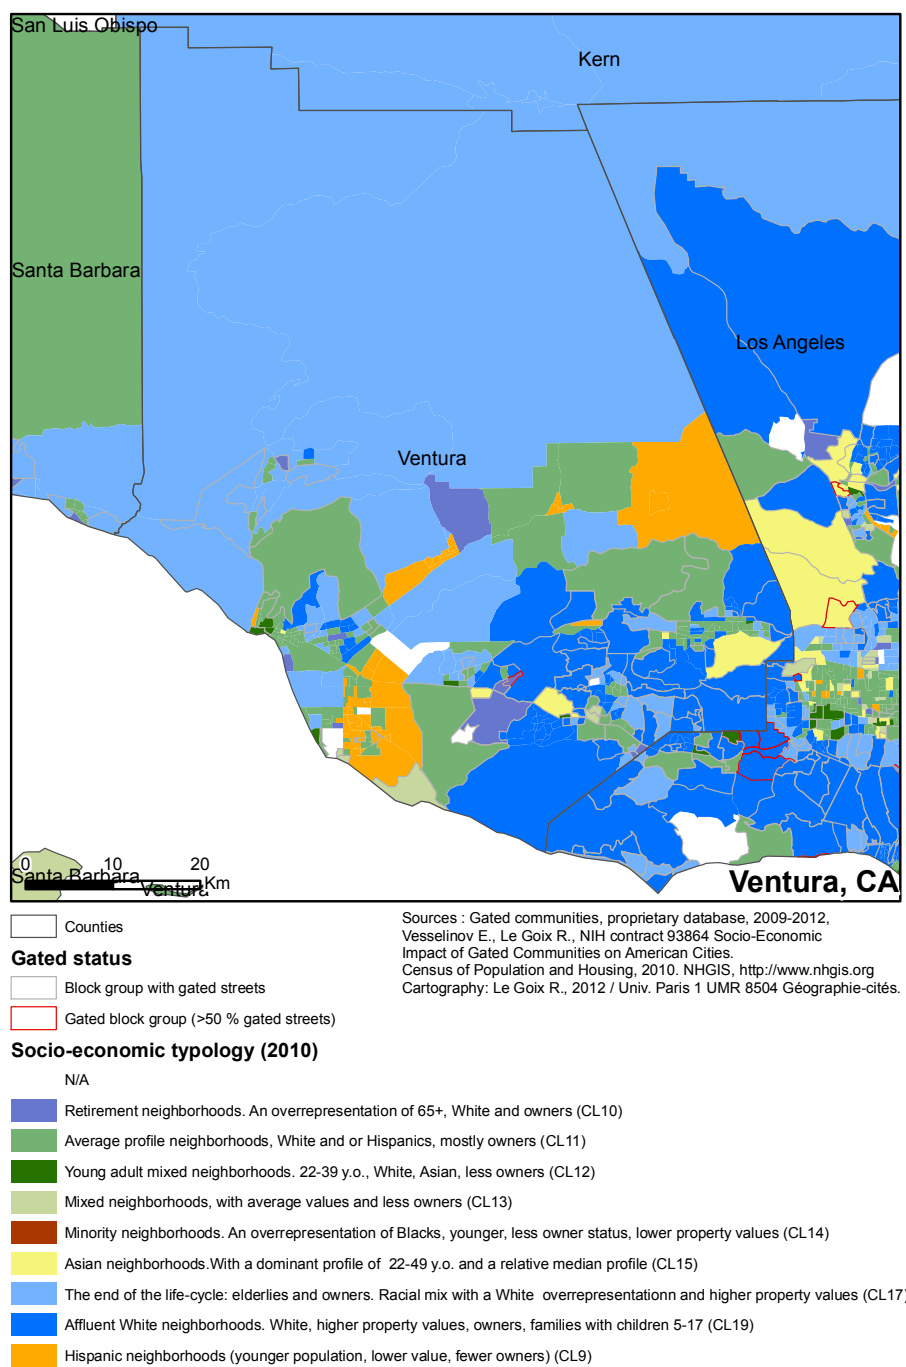 San Luis Obispo
Kern
Santa Barbara
Los Angeles
Ventura
0 10 20
Km
Santa Barbara
Ventura
Ventura, CA
Counties
Gated status
Block group with gated streets
Gated block group (>50 % gated streets)
Sources : Gated communities, proprietary database, 2009-2012,
Vesselinov E., Le Goix R., NIH contract 93864 Socio-Economic
Impact of Gated Communities on American Cities.
Census of Population and Housing, 2010. NHGIS, http://www.nhgis.org
Cartography: Le Goix R., 2012 / Univ. Paris 1 UMR 8504 Géographie-cités.
Socio-economic typology (2010)
N/A
Retirement neighborhoods. An overrepresentation of 65+, White and owners (CL10)
Average profile neighborhoods, White and or Hispanics, mostly owners (CL11)
Young adult mixed neighborhoods. 22-39 y.o., White, Asian, less owners (CL12)
Mixed neighborhoods, with average values and less owners (CL13)
Minority neighborhoods. An overrepresentation of Blacks, younger, less owner status, lower property values (CL14)
Asian neighborhoods.With a dominant profile of 22-49 y.o. and a relative median profile (CL15)
The end of the life-cycle: elderlies and owners. Racial mix with a White overrepresentationn and higher property values (CL17)
Affluent White neighborhoods. White, higher property values, owners, families with children 5-17 (CL19)
Hispanic neighborhoods (younger population, lower value, fewer owners) (CL9)